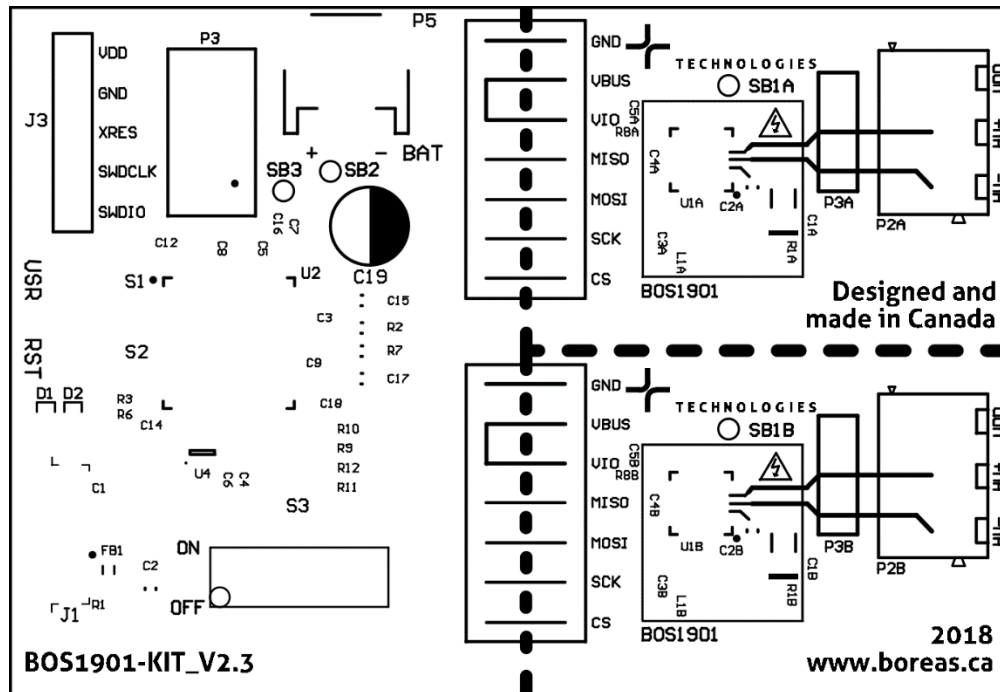 P5
P3
VDD
GND
J3
XRES
SWDCLK
SWDIO
+
-
BAT
SB3
SB2
C16
C7
C12
C8
C5
C19
USR
S1
U2
C15
C3
R2
RST
S2
R7
C9
C17
D1
D2
R3
R6
C14
C18
R10
R9
R12
R11
U4
C6
C4
C1
S3
ON
FB1
C2
OFF
R1
J1
BOS1901-KIT_V2.3
GND
VBUS
VIO
MISO
MOSI
SCK
CS
TECHNOLOGIES
SB1A
C5A
R8A
C4A
U1A
C2A
C3A
L1A
R1A
C1A
P3A
P2A
OUT
BOS1901
Designed and
made in Canada
GND
VBUS
VIO
MISO
MOSI
SCK
CS
TECHNOLOGIES
SB1B
C5B
R8B
C4B
U1B
C2B
C3B
L1B
R1B
C1B
P3B
P2B
OUT
BOS1901
2018
www.boreas.ca